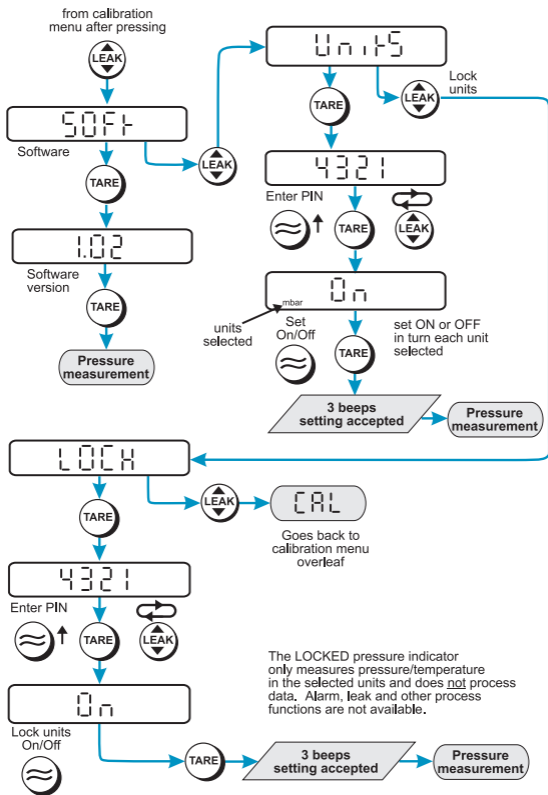 from calibration
menu after pressing
LEAK
SOFt
Software
LEAK
TARE
1.02
Software
version
TARE
Pressure
measurement
UnitS
Lock
units
TARE
LEAK
4321
Enter PIN
TARE
LEAK
On
mbar
units
selected
Set
On/Off
TARE
set ON or OFF
in turn each unit
selected
3 beeps
setting accepted
Pressure
measurement
LOCK
TARE
LEAK
CAL
Goes back to
calibration menu
overleaf
4321
Enter PIN
TARE
LEAK
On
Lock units
On/Off
The LOCKED pressure indicator
only measures pressure/temperature
in the selected units and does not process
data. Alarm, leak and other process
functions are not available.
TARE
3 beeps
setting accepted
Pressure
measurement